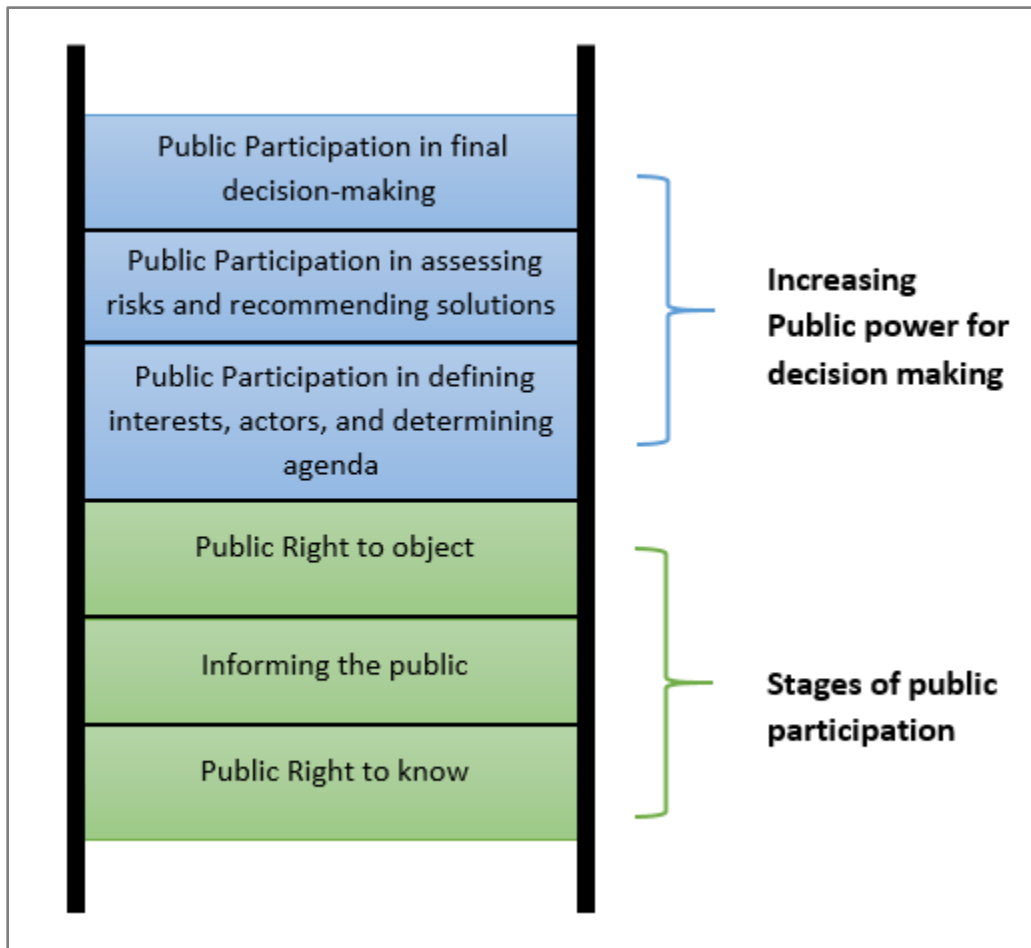 Public Participation in final
decision-making
Public Participation in assessing
risks and recommending solutions
Public Participation in defining
interests, actors, and determining
agenda
Increasing
Public power for
decision making
Public Right to object
Informing the public
Public Right to know
Stages of public
participation